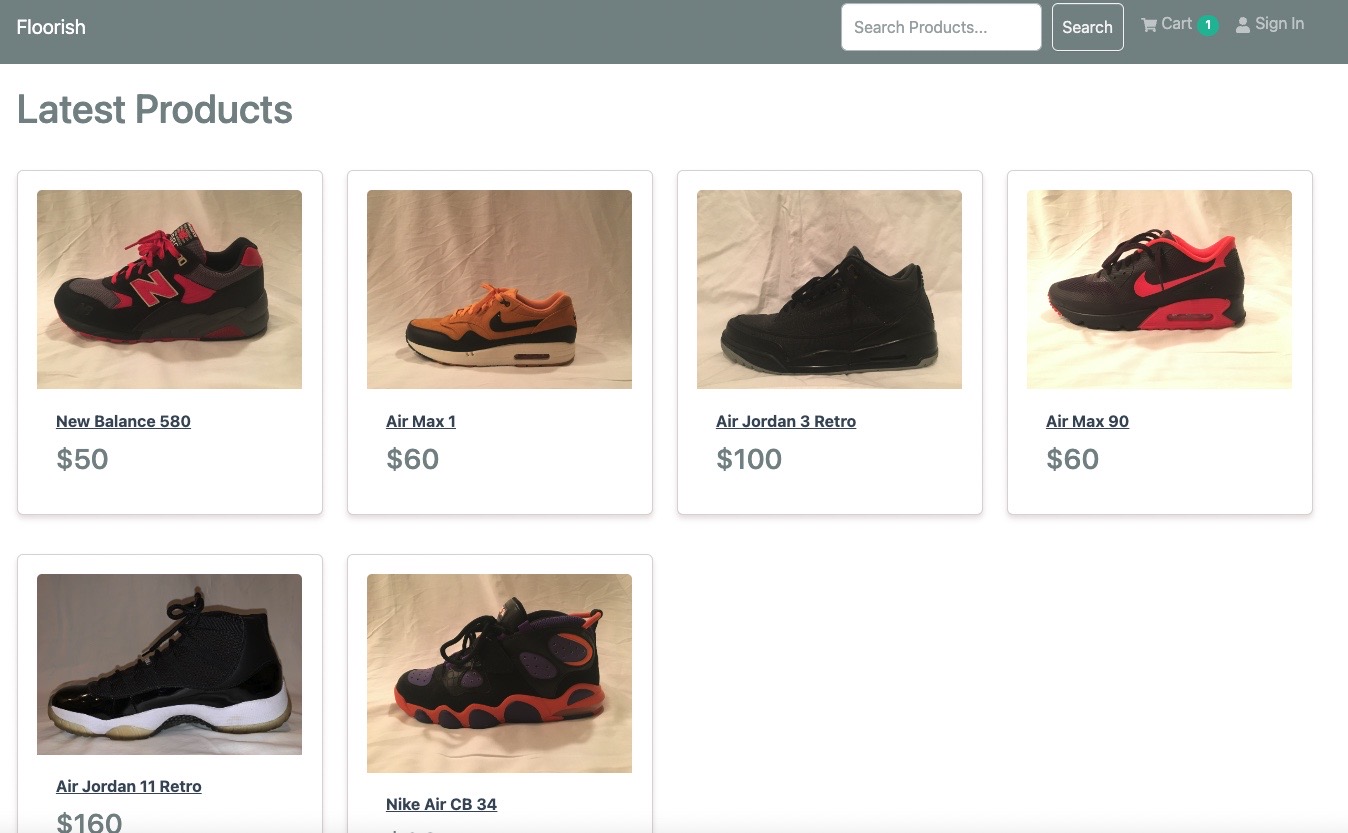 Floorish
Search Products...
Search
Cart 1
Sign In
Latest Products
New Balance 580
$50
Air Max 1
$60
Air Jordan 3 Retro
$100
Air Max 90
$60
Air Jordan 11 Retro
$160
Nike Air CB 34
N